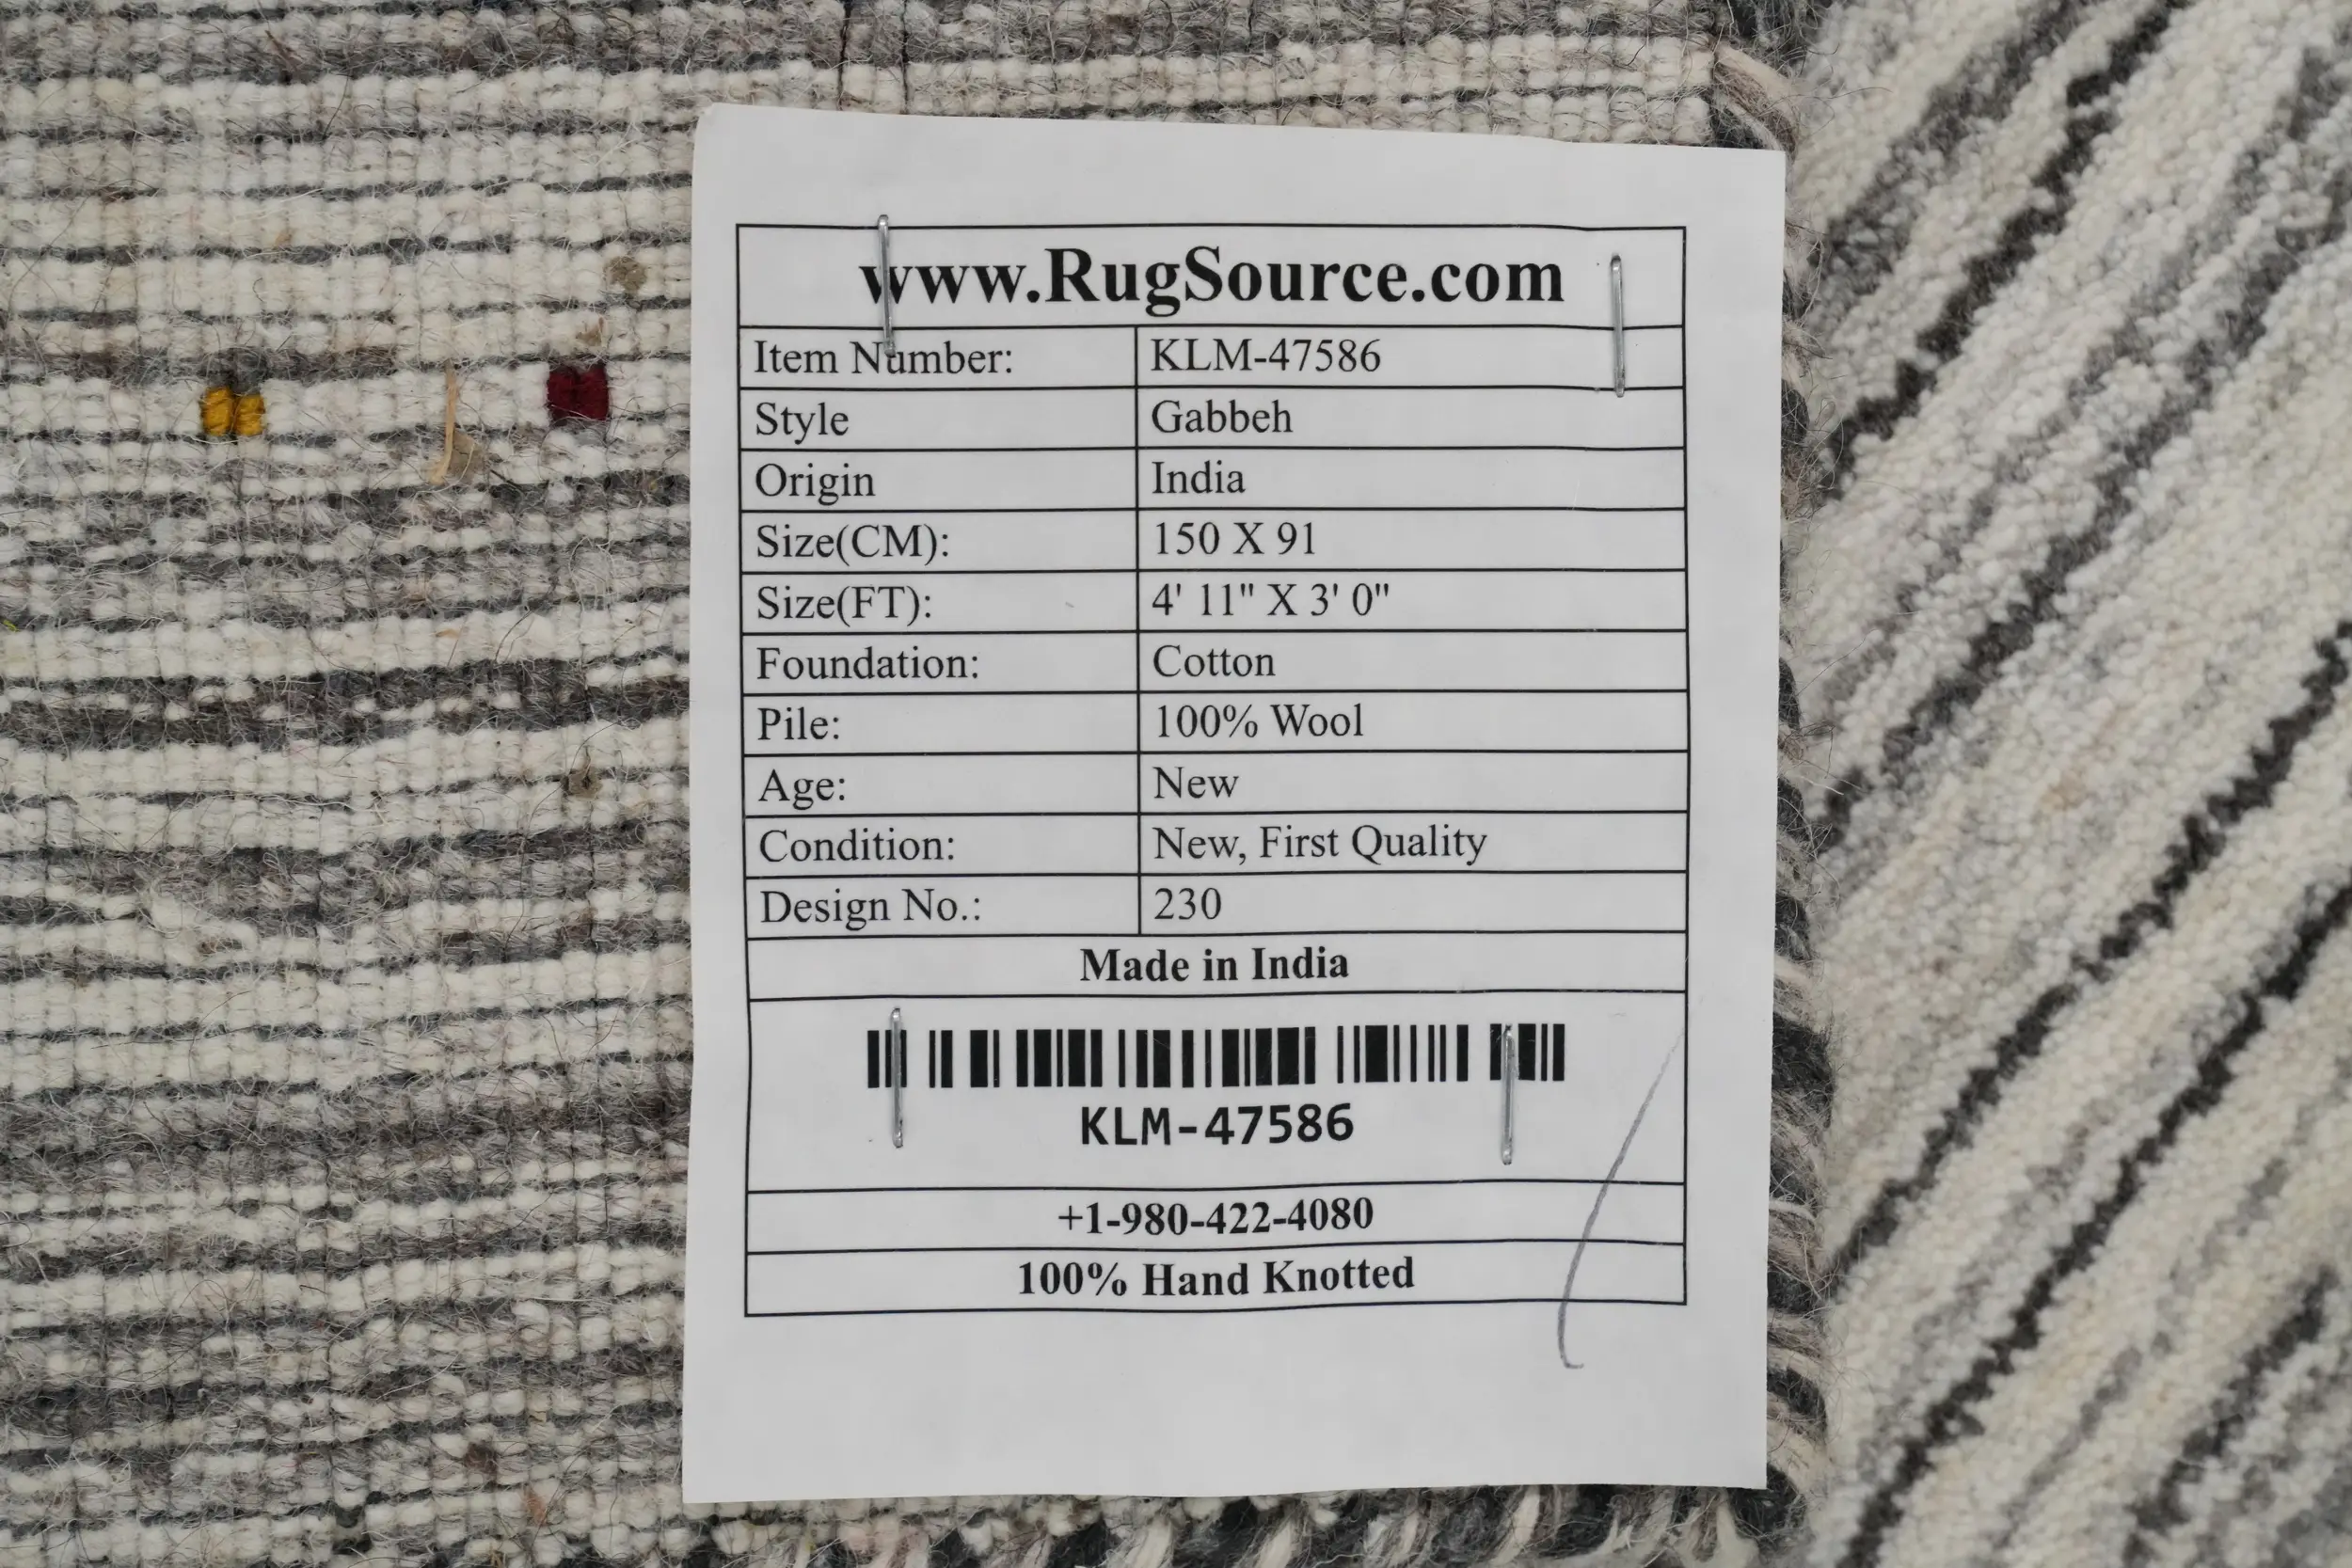 www.RugSource.com
Item Number: KLM-47586
Style Gabbeh
Origin India
Size(CM): 150 X 91
Size(FT): 4' 11" X 3' 0"
Foundation: Cotton
Pile: 100% Wool
Age: New
Condition: New, First Quality
Design No.: 230
Made in India
KLM-47586
+1-980-422-4080
100% Hand Knotted